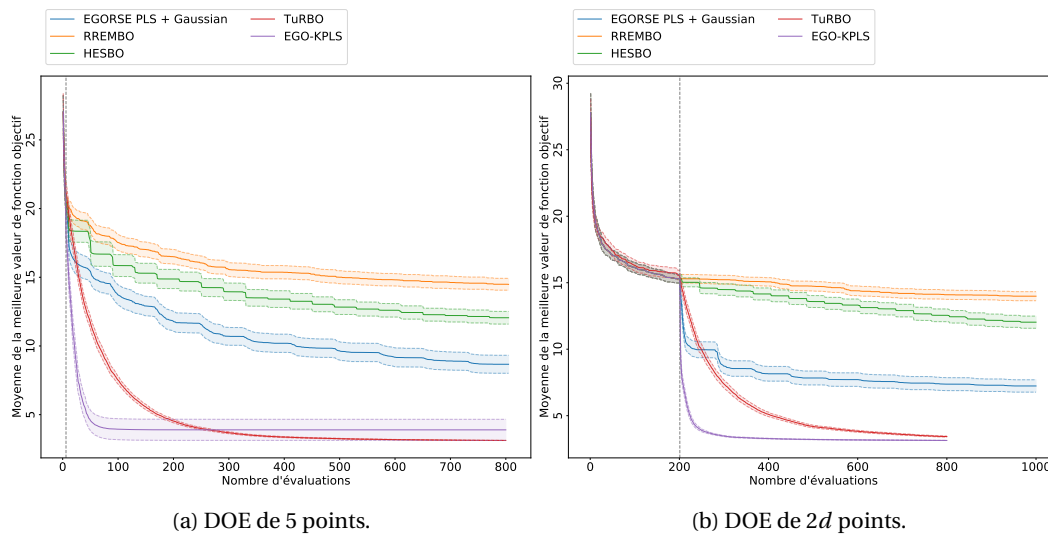 EGORSE PLS + Gaussian
RREMBO
HESBO
TuRBO
EGO-KPLS
Moyenne de la meilleure valeur de fonction objectif
25
20
15
10
5
0 100 200 300 400 500 600 700 800
Nombre d'évaluations
(a) DOE de 5 points.
EGORSE PLS + Gaussian
RREMBO
HESBO
TuRBO
EGO-KPLS
Moyenne de la meilleure valeur de fonction objectif
30
25
20
15
10
5
0 200 400 600 800 1000
Nombre d'évaluations
(b) DOE de 2d points.